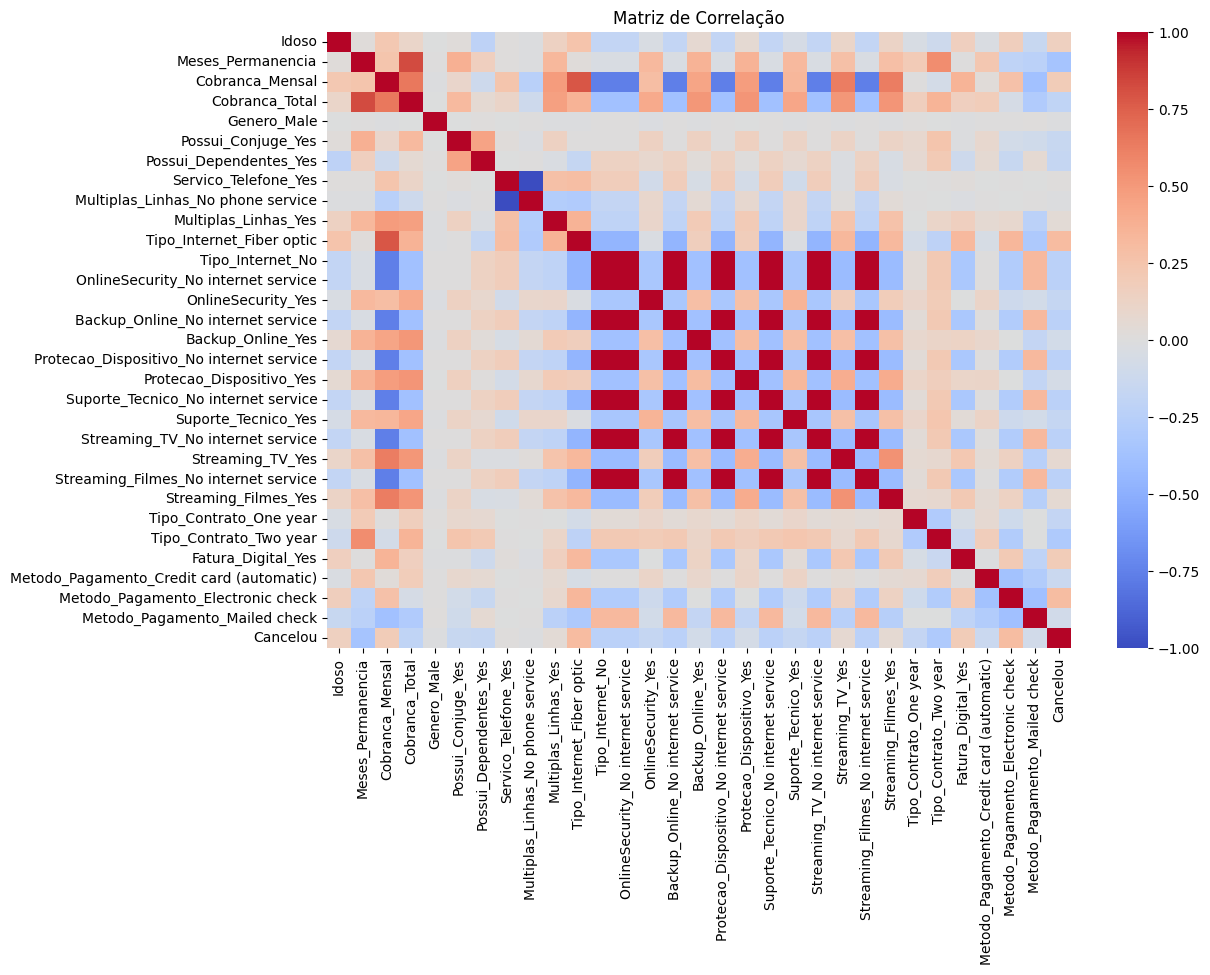 Matriz de Correlação
Idoso
Meses_Permanencia
Cobranca_Mensal
Cobranca_Total
Genero_Male
Possui_Conjuge_Yes
Possui_Dependentes_Yes
Servico_Telefone_Yes
Multiplas_Linhas_No phone service
Multiplas_Linhas_Yes
Tipo_Internet_Fiber optic
Tipo_Internet_No
OnlineSecurity_No internet service
OnlineSecurity_Yes
Backup_Online_No internet service
Backup_Online_Yes
Protecao_Dispositivo_No internet service
Protecao_Dispositivo_Yes
Suporte_Tecnico_No internet service
Suporte_Tecnico_Yes
Streaming_TV_No internet service
Streaming_TV_Yes
Streaming_Filmes_No internet service
Streaming_Filmes_Yes
Tipo_Contrato_One year
Tipo_Contrato_Two year
Fatura_Digital_Yes
Metodo_Pagamento_Credit card (automatic)
Metodo_Pagamento_Electronic check
Metodo_Pagamento_Mailed check
Cancelou
Idoso
Meses_Permanencia
Cobranca_Mensal
Cobranca_Total
Genero_Male
Possui_Conjuge_Yes
Possui_Dependentes_Yes
Servico_Telefone_Yes
Multiplas_Linhas_No phone service
Multiplas_Linhas_Yes
Tipo_Internet_Fiber optic
Tipo_Internet_No
OnlineSecurity_No internet service
OnlineSecurity_Yes
Backup_Online_No internet service
Backup_Online_Yes
Protecao_Dispositivo_No internet service
Protecao_Dispositivo_Yes
Suporte_Tecnico_No internet service
Suporte_Tecnico_Yes
Streaming_TV_No internet service
Streaming_TV_Yes
Streaming_Filmes_No internet service
Streaming_Filmes_Yes
Tipo_Contrato_One year
Tipo_Contrato_Two year
Fatura_Digital_Yes
Metodo_Pagamento_Credit card (automatic)
Metodo_Pagamento_Electronic check
Metodo_Pagamento_Mailed check
Cancelou
1.00
0.75
0.50
0.25
0.00
−0.25
−0.50
−0.75
−1.00